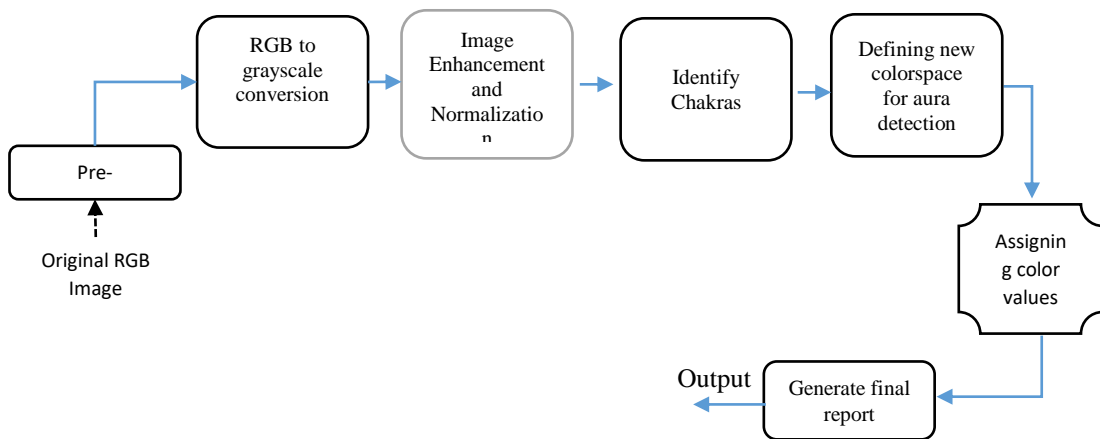 RGB to
grayscale
conversion
Image
Enhancement
and
Normalizatio
n
Identify
Chakras
Defining new
colorspace
for aura
detection
Pre-
Original RGB
Image
Assignin
g color
values
Output
Generate final
report